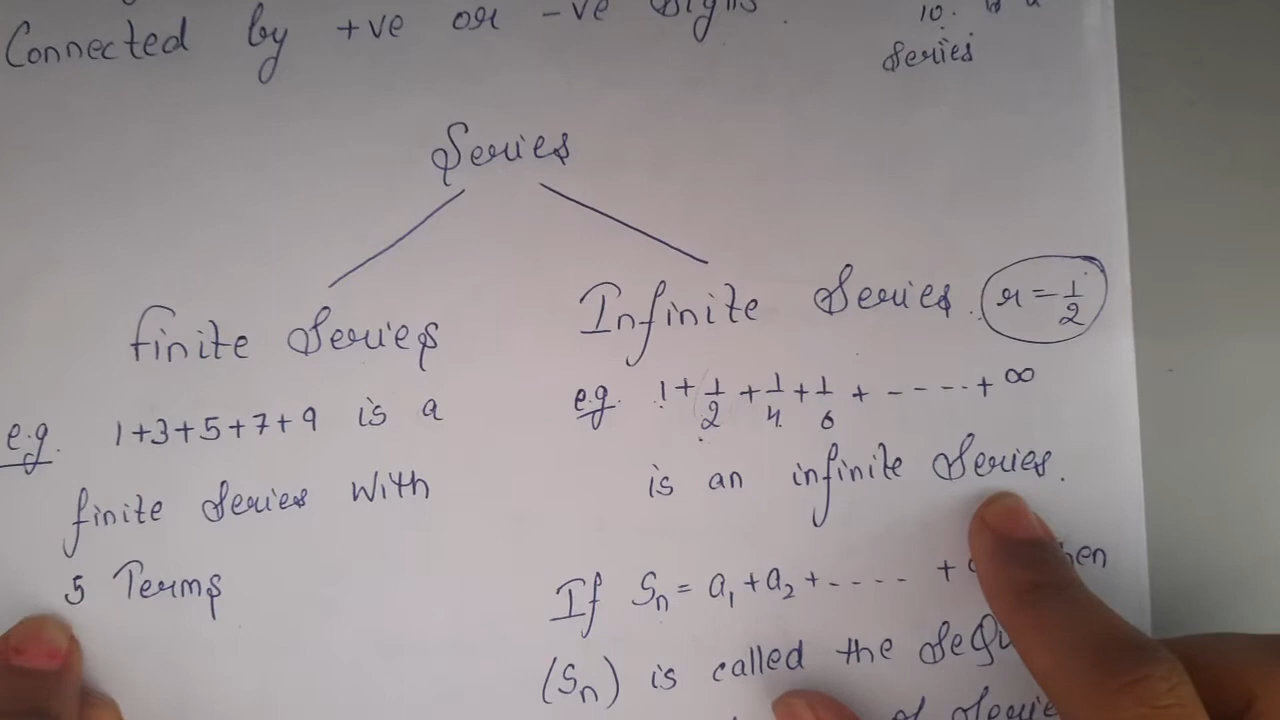 Connected by +ve or -ve Signs.
10.
Series
Series
finite Series
Infinite Series. r = 1/2
e.g. 1+3+5+7+9 is a
finite Series with
5 Terms
e.g. 1 + 1/2 + 1/4 + 1/6 + ----- + ∞
is an infinite Series.
If Sn = a1 + a2 + ..... +
(Sn) is called the
of